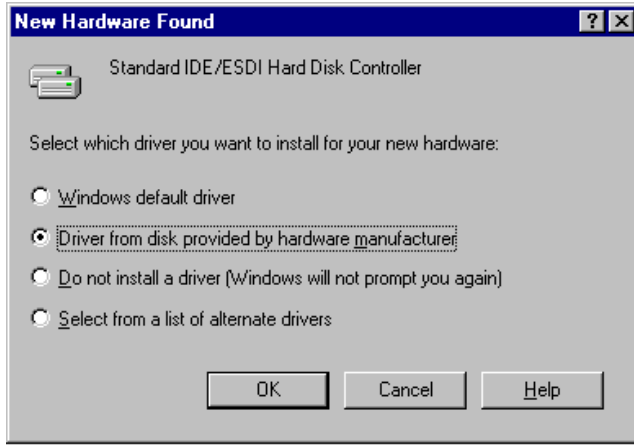 New Hardware Found
Standard IDE/ESDI Hard Disk Controller
Select which driver you want to install for your new hardware:
Windows default driver
Driver from disk provided by hardware manufacturer
Do not install a driver (Windows will not prompt you again)
Select from a list of alternate drivers
OK Cancel Help